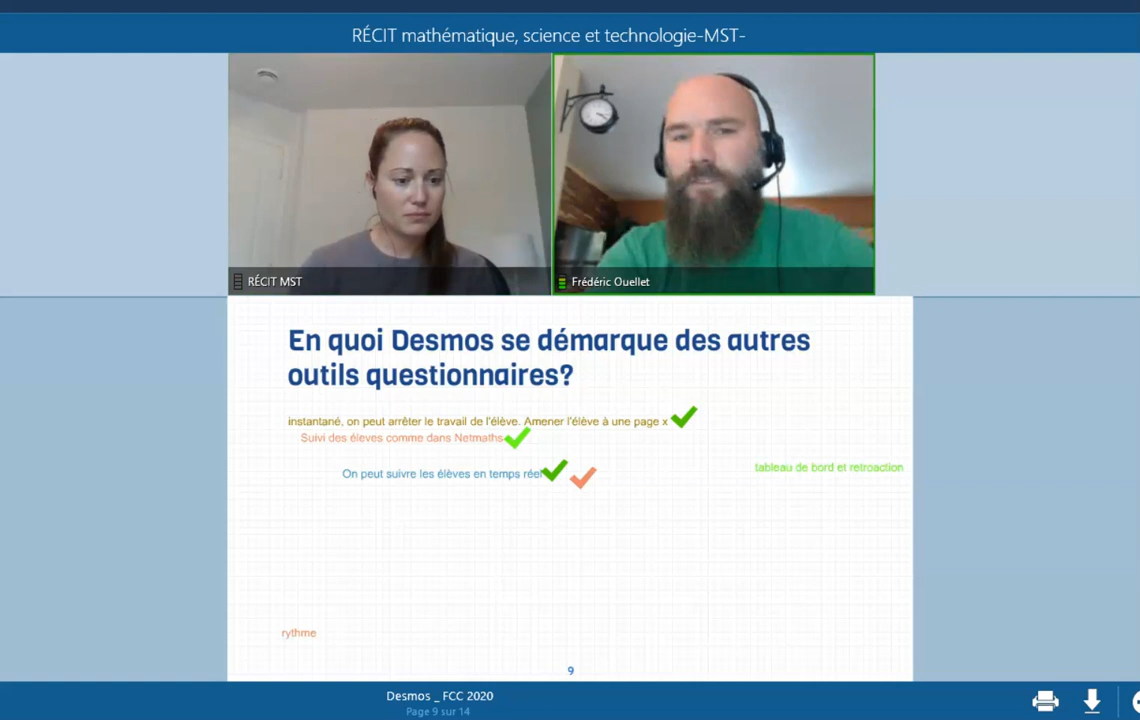 RÉCIT mathématique, science et technologie-MST-
RÉCIT MST
Frédéric Ouellet
En quoi Desmos se démarque des autres
outils questionnaires?
instantané, on peut arrêter le travail de l'élève. Amener l'élève à une page x
Suivi des éleves comme dans Netmaths
On peut suivre les élèves en temps réel
tableau de bord et retroaction
rythme
9
Desmos _ FCC 2020
Page 9 sur 14